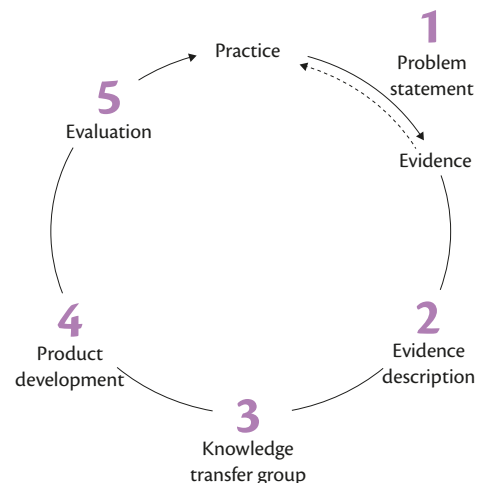 Practice
1
Problem
statement
Evidence
2
Evidence
description
3
Knowledge
transfer group
4
Product
development
5
Evaluation